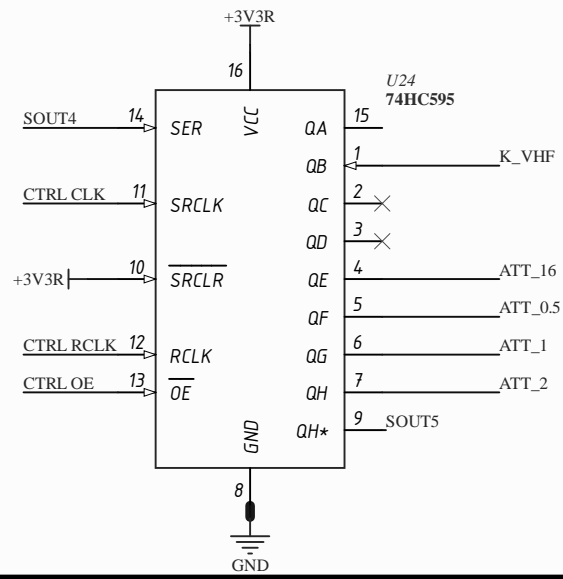 +3V3R
16
U24
74HC595
SOUT4 14 SER VCC QA 15
QB 1 K_VHF
CTRL CLK 11 SRCLK QC 2
QD 3
+3V3R 10 SRCLR QE 4 ATT_16
QF 5 ATT_0.5
CTRL RCLK 12 RCLK QG 6 ATT_1
CTRL OE 13 OE QH 7 ATT_2
GND QH* 9 SOUT5
8
GND